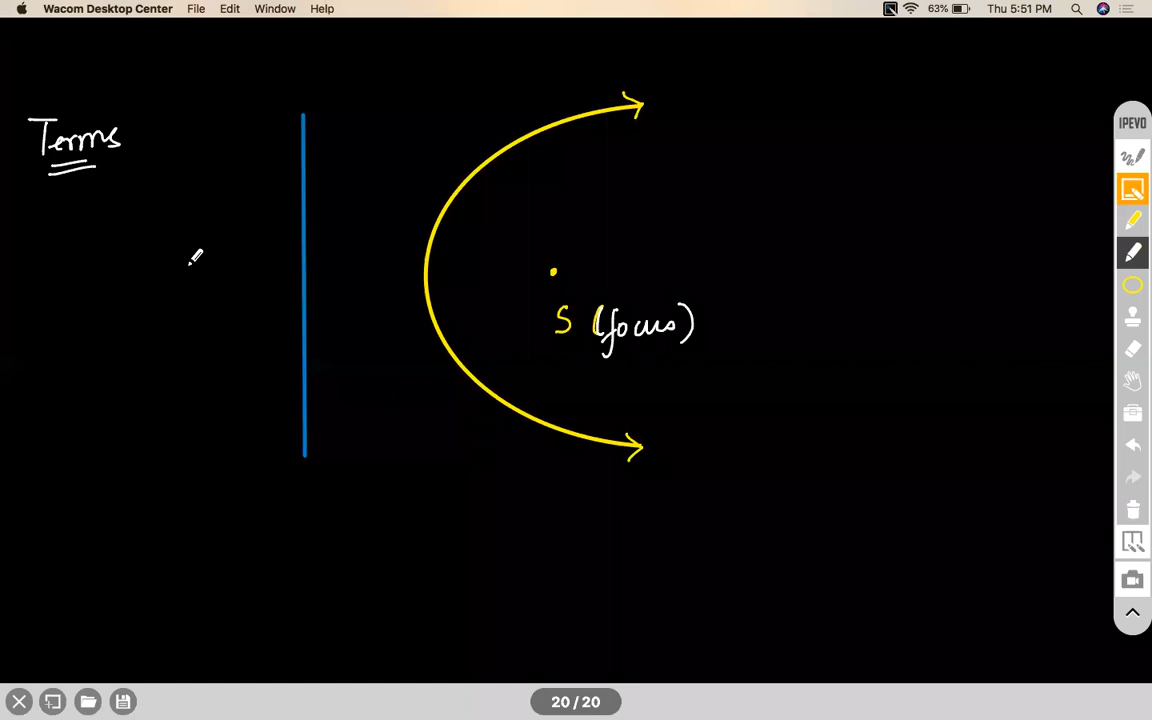 Wacom Desktop Center File Edit Window Help 63% Thu 5:51 PM
Terms
IPEVO
S (focus)
20 / 20